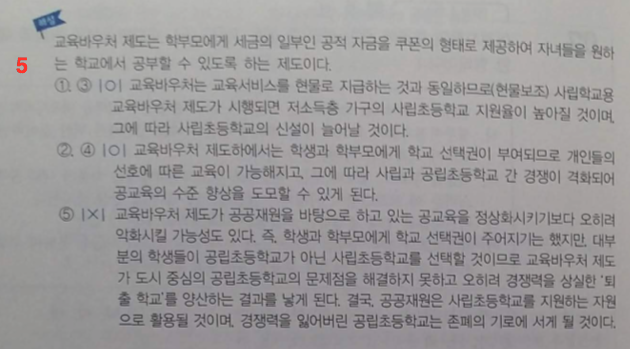 해설
교육바우처 제도는 학부모에게 세금의 일부인 공적 자금을 쿠폰의 형태로 제공하여 자녀들을 원하
는 학교에서 공부할 수 있도록 하는 제도이다.
5
①, ③ |○| 교육바우처는 교육서비스를 현물로 지급하는 것과 동일하므로(현물보조) 사립학교용
교육바우처 제도가 시행되면 저소득층 가구의 사립초등학교 지원율이 높아질 것이며,
그에 따라 사립초등학교의 신설이 늘어날 것이다.
②, ④ |○| 교육바우처 제도하에서는 학생과 학부모에게 학교 선택권이 부여되므로 개인들의
선호에 따른 교육이 가능해지고, 그에 따라 사립과 공립초등학교 간 경쟁이 격화되어
공교육의 수준 향상을 도모할 수 있게 된다.
⑤ |×| 교육바우처 제도가 공공재원을 바탕으로 하고 있는 공교육을 정상화시키기보다 오히려
악화시킬 가능성도 있다. 즉, 학생과 학부모에게 학교 선택권이 주어지기는 했지만, 대부
분의 학생들이 공립초등학교가 아닌 사립초등학교를 선택할 것이므로 교육바우처 제도
가 도시 중심의 공립초등학교의 문제점을 해결하지 못하고 오히려 경쟁력을 상실한 ‘퇴
출 학교’를 양산하는 결과를 낳게 된다. 결국, 공공재원은 사립초등학교를 지원하는 자원
으로 활용될 것이며, 경쟁력을 잃어버린 공립초등학교는 존폐의 기로에 서게 될 것이다.